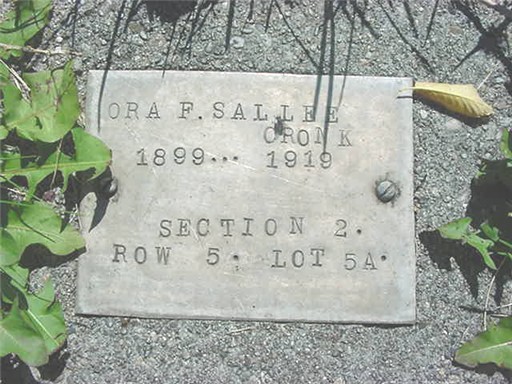 ORA F. SALLEE
CRONK
1899... 1919
SECTION 2.
ROW 5. LOT 5A.